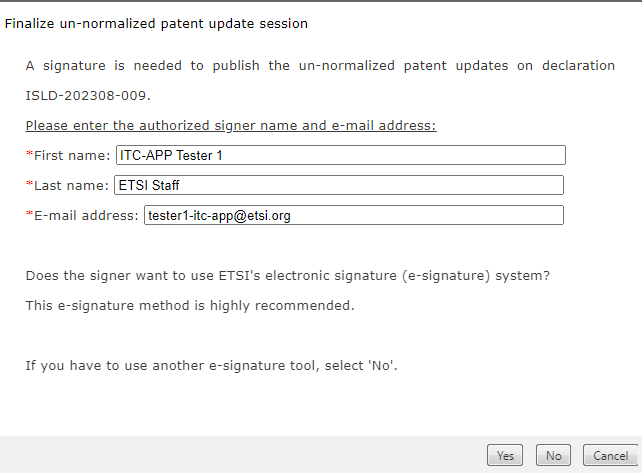 Finalize un-normalized patent update session
A signature is needed to publish the un-normalized patent updates on declaration
ISLD-202308-009.
Please enter the authorized signer name and e-mail address:
*First name: ITC-APP Tester 1
*Last name: ETSI Staff
*E-mail address: tester1-itc-app@etsi.org
Does the signer want to use ETSI's electronic signature (e-signature) system?
This e-signature method is highly recommended.
If you have to use another e-signature tool, select 'No'.
Yes No Cancel